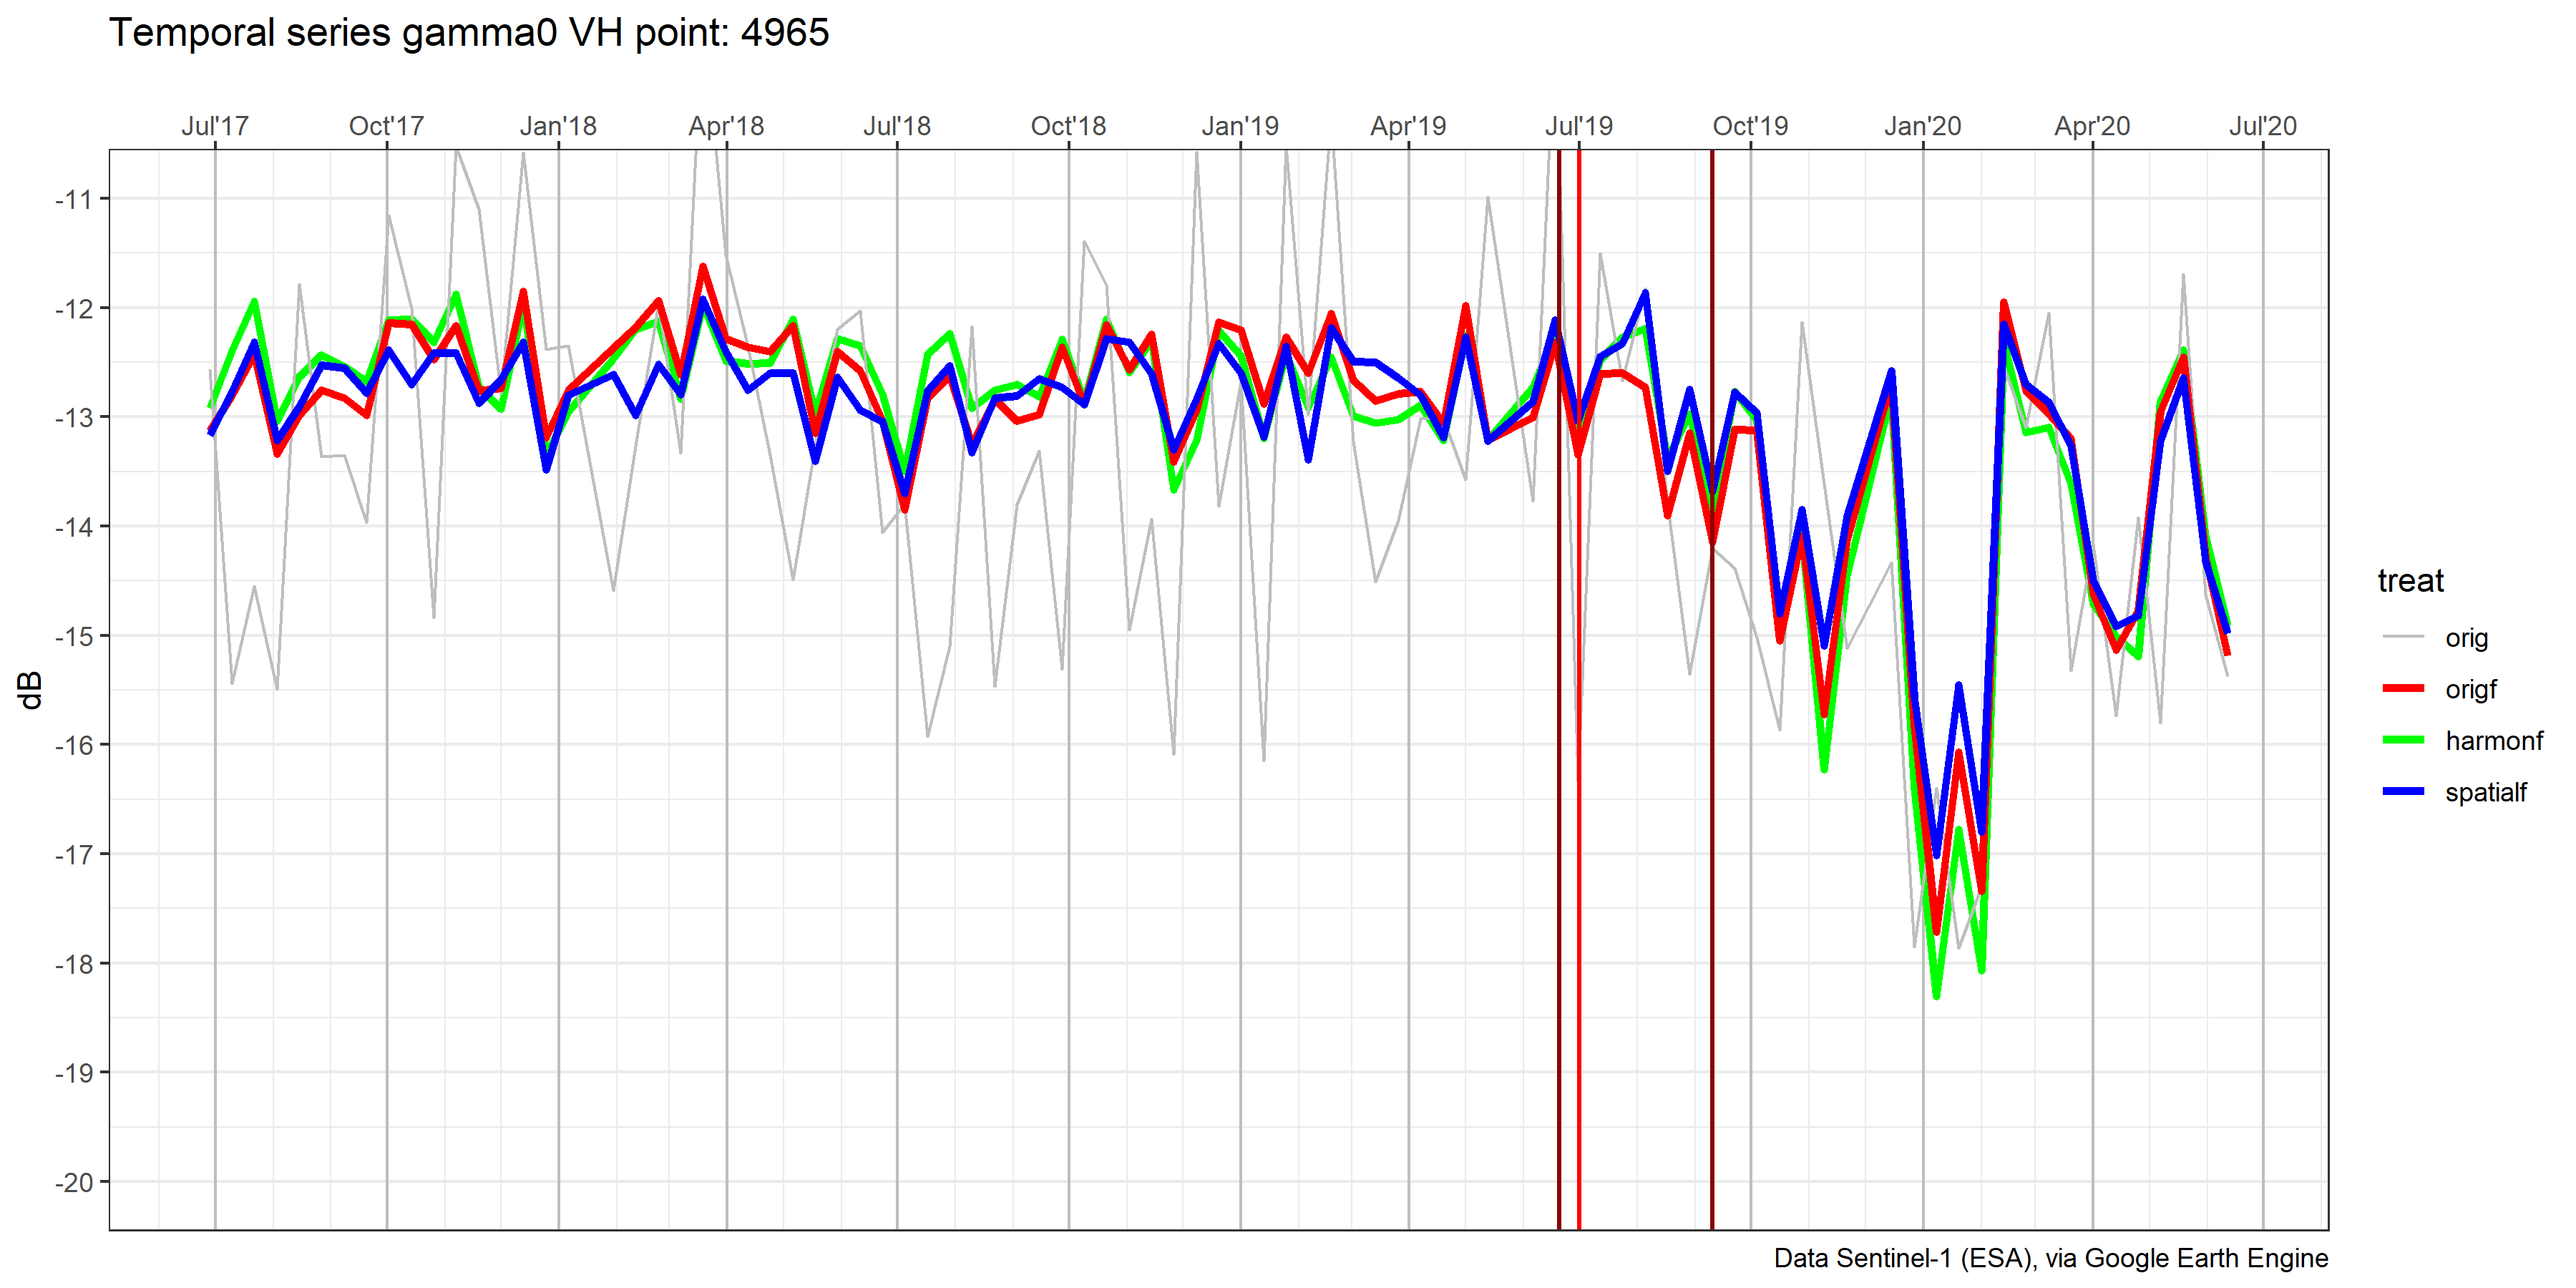 Temporal series gamma0 VH point: 4965
Jul'17 Oct'17 Jan'18 Apr'18 Jul'18 Oct'18 Jan'19 Apr'19 Jul'19 Oct'19 Jan'20 Apr'20 Jul'20
-11
-12
-13
-14
-15
-16
-17
-18
-19
-20
dB
treat
orig
origf
harmonf
spatialf
Data Sentinel-1 (ESA), via Google Earth Engine